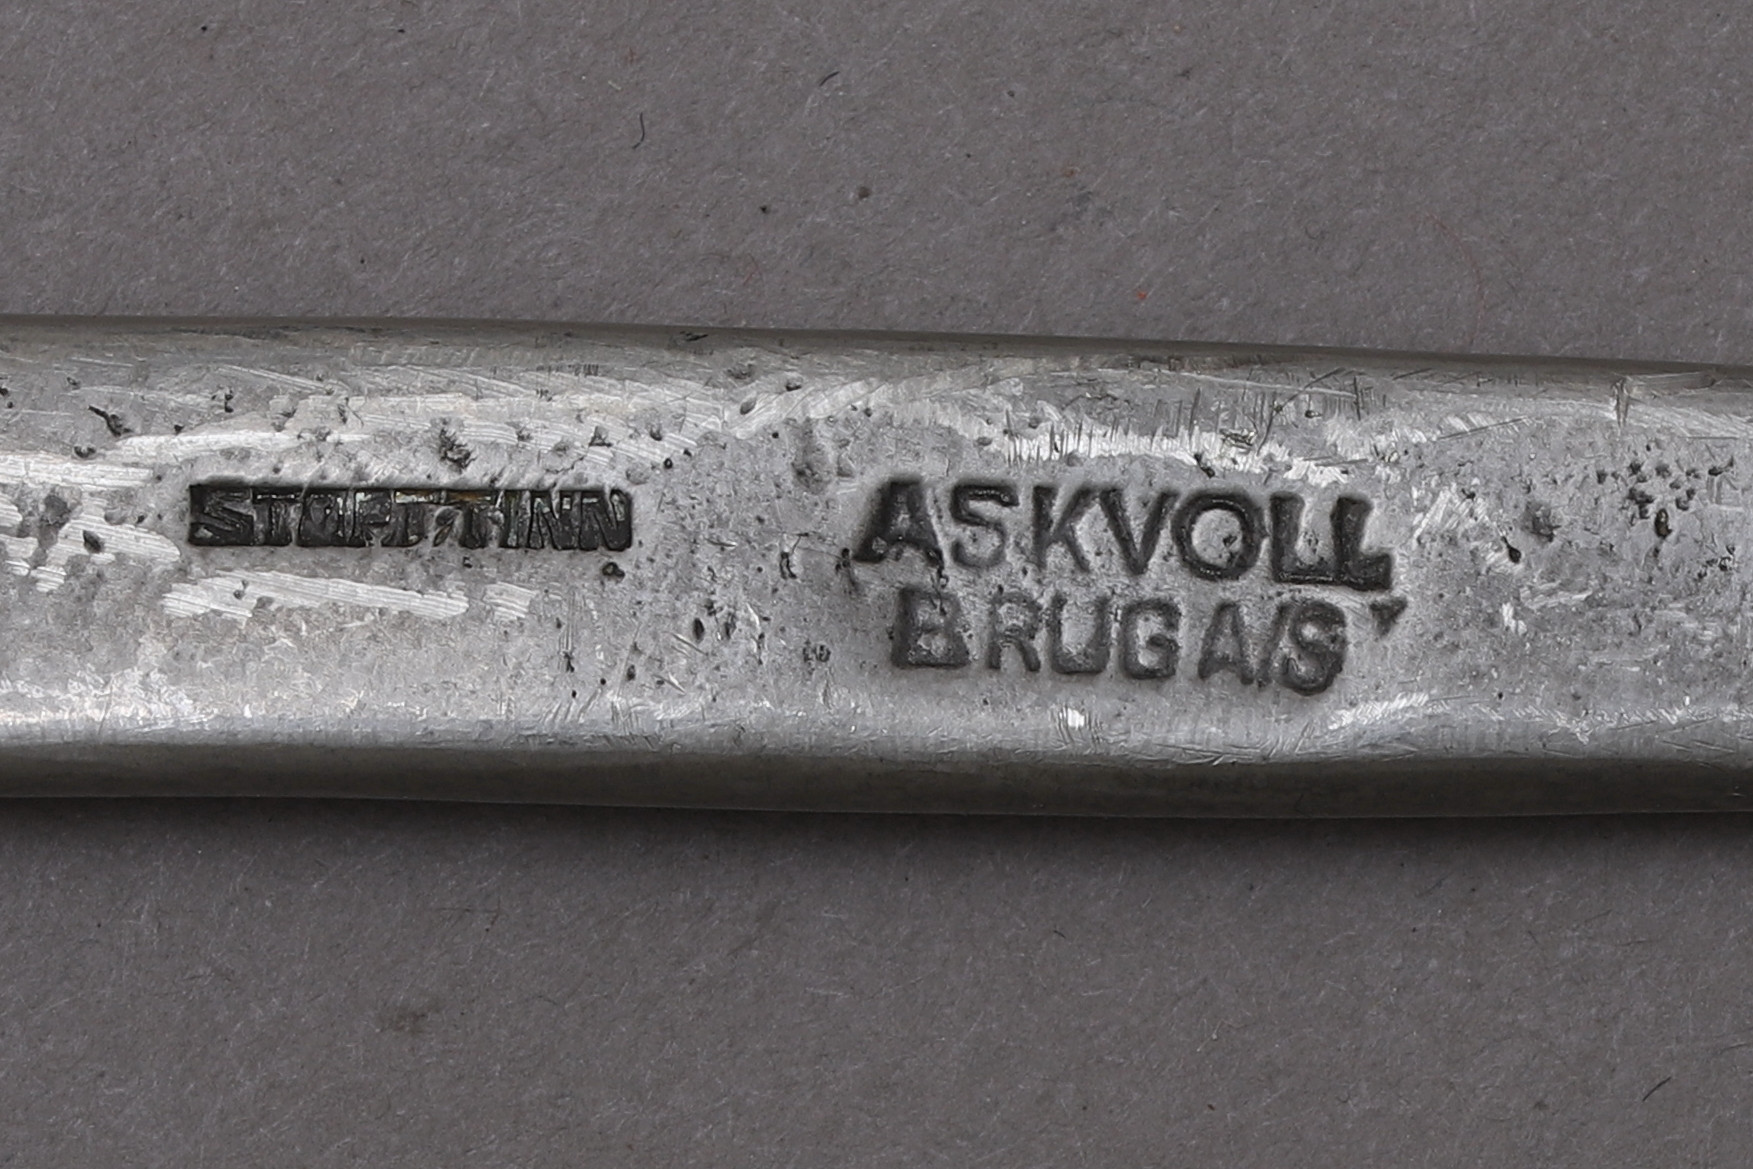 STØPT TINN
ASKVOLL
BRUG A/S